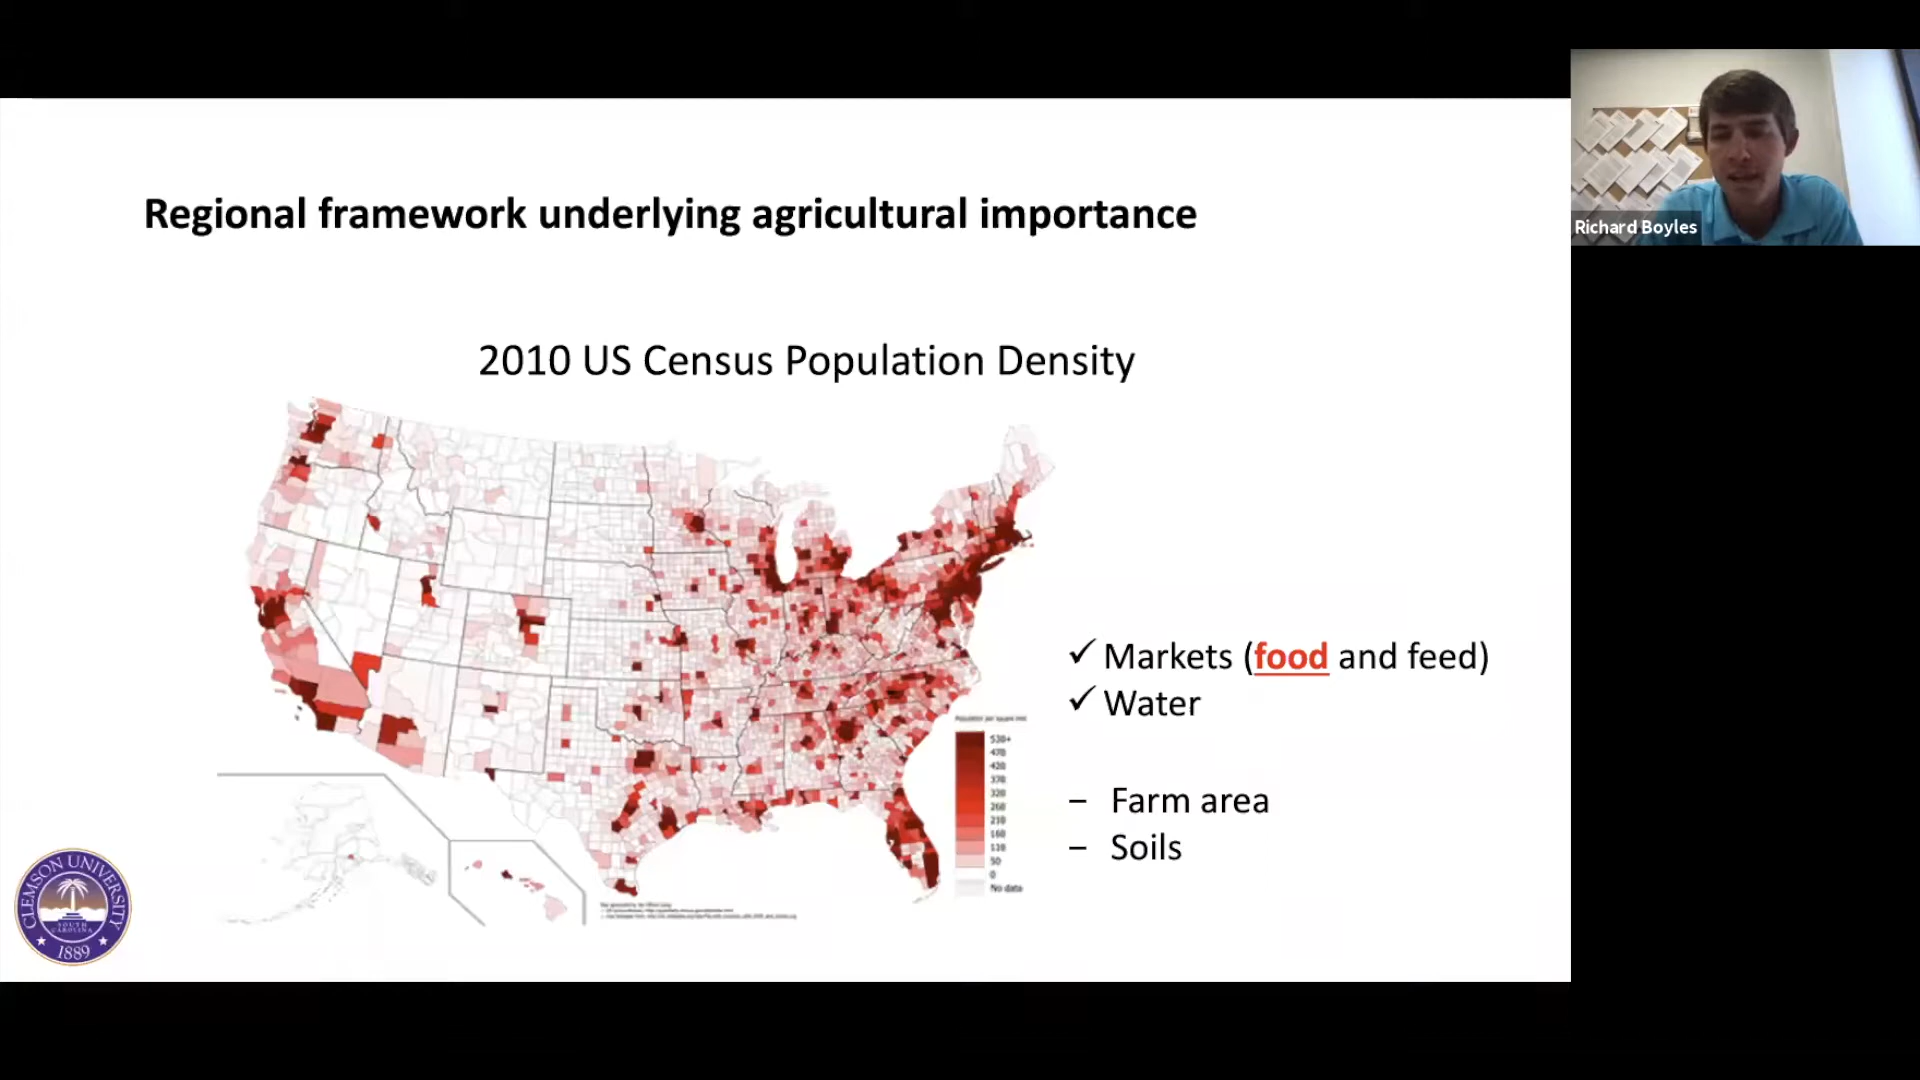 Regional framework underlying agricultural importance
2010 US Census Population Density
✓ Markets (food and feed)
✓ Water
– Farm area
– Soils
Population per square mile
530+
470
420
370
320
260
210
160
110
50
0
No data
CLEMSON UNIVERSITY
SOUTH
CAROLINA
1889
Richard Boyles